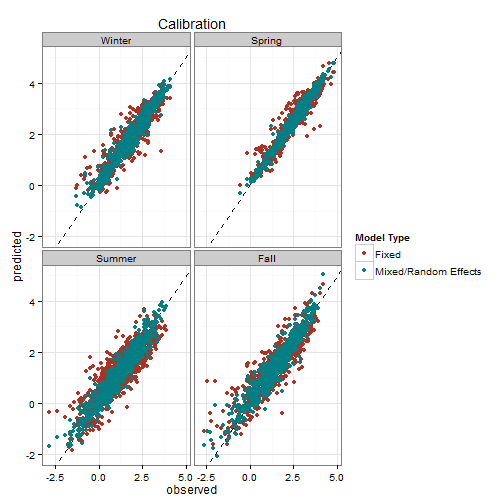 Calibration
Winter
Spring
4
2
0
-2
Summer
Fall
4
2
0
-2
-2.5
0.0
2.5
5.0
-2.5
0.0
2.5
5.0
observed
predicted
Model Type
Fixed
Mixed/Random Effects